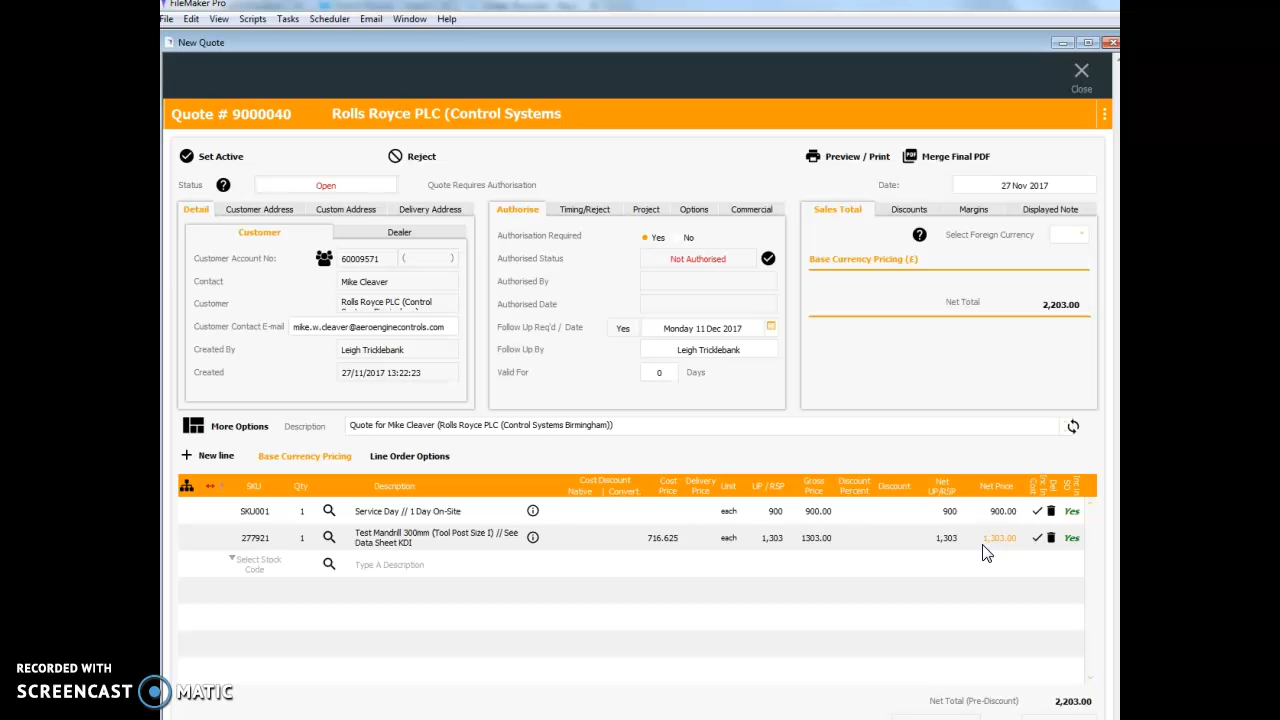 FileMaker Pro
File Edit View Scripts Tasks Scheduler Email Window Help
New Quote
Close
Quote # 9000040 Rolls Royce PLC (Control Systems
Set Active Reject Preview / Print Merge Final PDF
Status Open Quote Requires Authorisation Date: 27 Nov 2017
Detail Customer Address Custom Address Delivery Address Authorise Timing/Reject Project Options Commercial Sales Total Discounts Margins Displayed Note
Customer Dealer
Customer Account No: 60009571 ( )
Contact Mike Cleaver
Customer Rolls Royce PLC (Control
Customer Contact E-mail mike.w.cleaver@aeroenginecontrols.com
Created By Leigh Tricklebank
Created 27/11/2017 13:22:23
Authorisation Required Yes No
Authorised Status Not Authorised
Authorised By
Authorised Date
Follow Up Req'd / Date Yes Monday 11 Dec 2017
Follow Up By Leigh Tricklebank
Valid For 0 Days
Select Foreign Currency
Base Currency Pricing (£)
Net Total 2,203.00
More Options Description Quote for Mike Cleaver (Rolls Royce PLC (Control Systems Birmingham))
New line Base Currency Pricing Line Order Options
SKU Qty Description Cost Discount Native | Convert. Cost Price Delivery Price Unit UP / RSP Gross Price Discount Percent Discount Net UP/RSP Net Price Inc In Cost Del Inc In SO
SKU001 1 Service Day // 1 Day On-Site each 900 900.00 900 900.00 Yes
277921 1 Test Mandrill 300mm (Tool Post Size I) // See Data Sheet KDI 716.625 each 1,303 1303.00 1,303 1,303.00 Yes
Select Stock Code Type A Description
Net Total (Pre-Discount) 2,203.00
RECORDED WITH
SCREENCAST MATIC